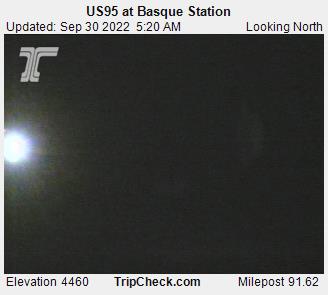 US95 at Basque Station
Updated: Sep 30 2022 5:20 AM Looking North
Elevation 4460 TripCheck.com Milepost 91.62